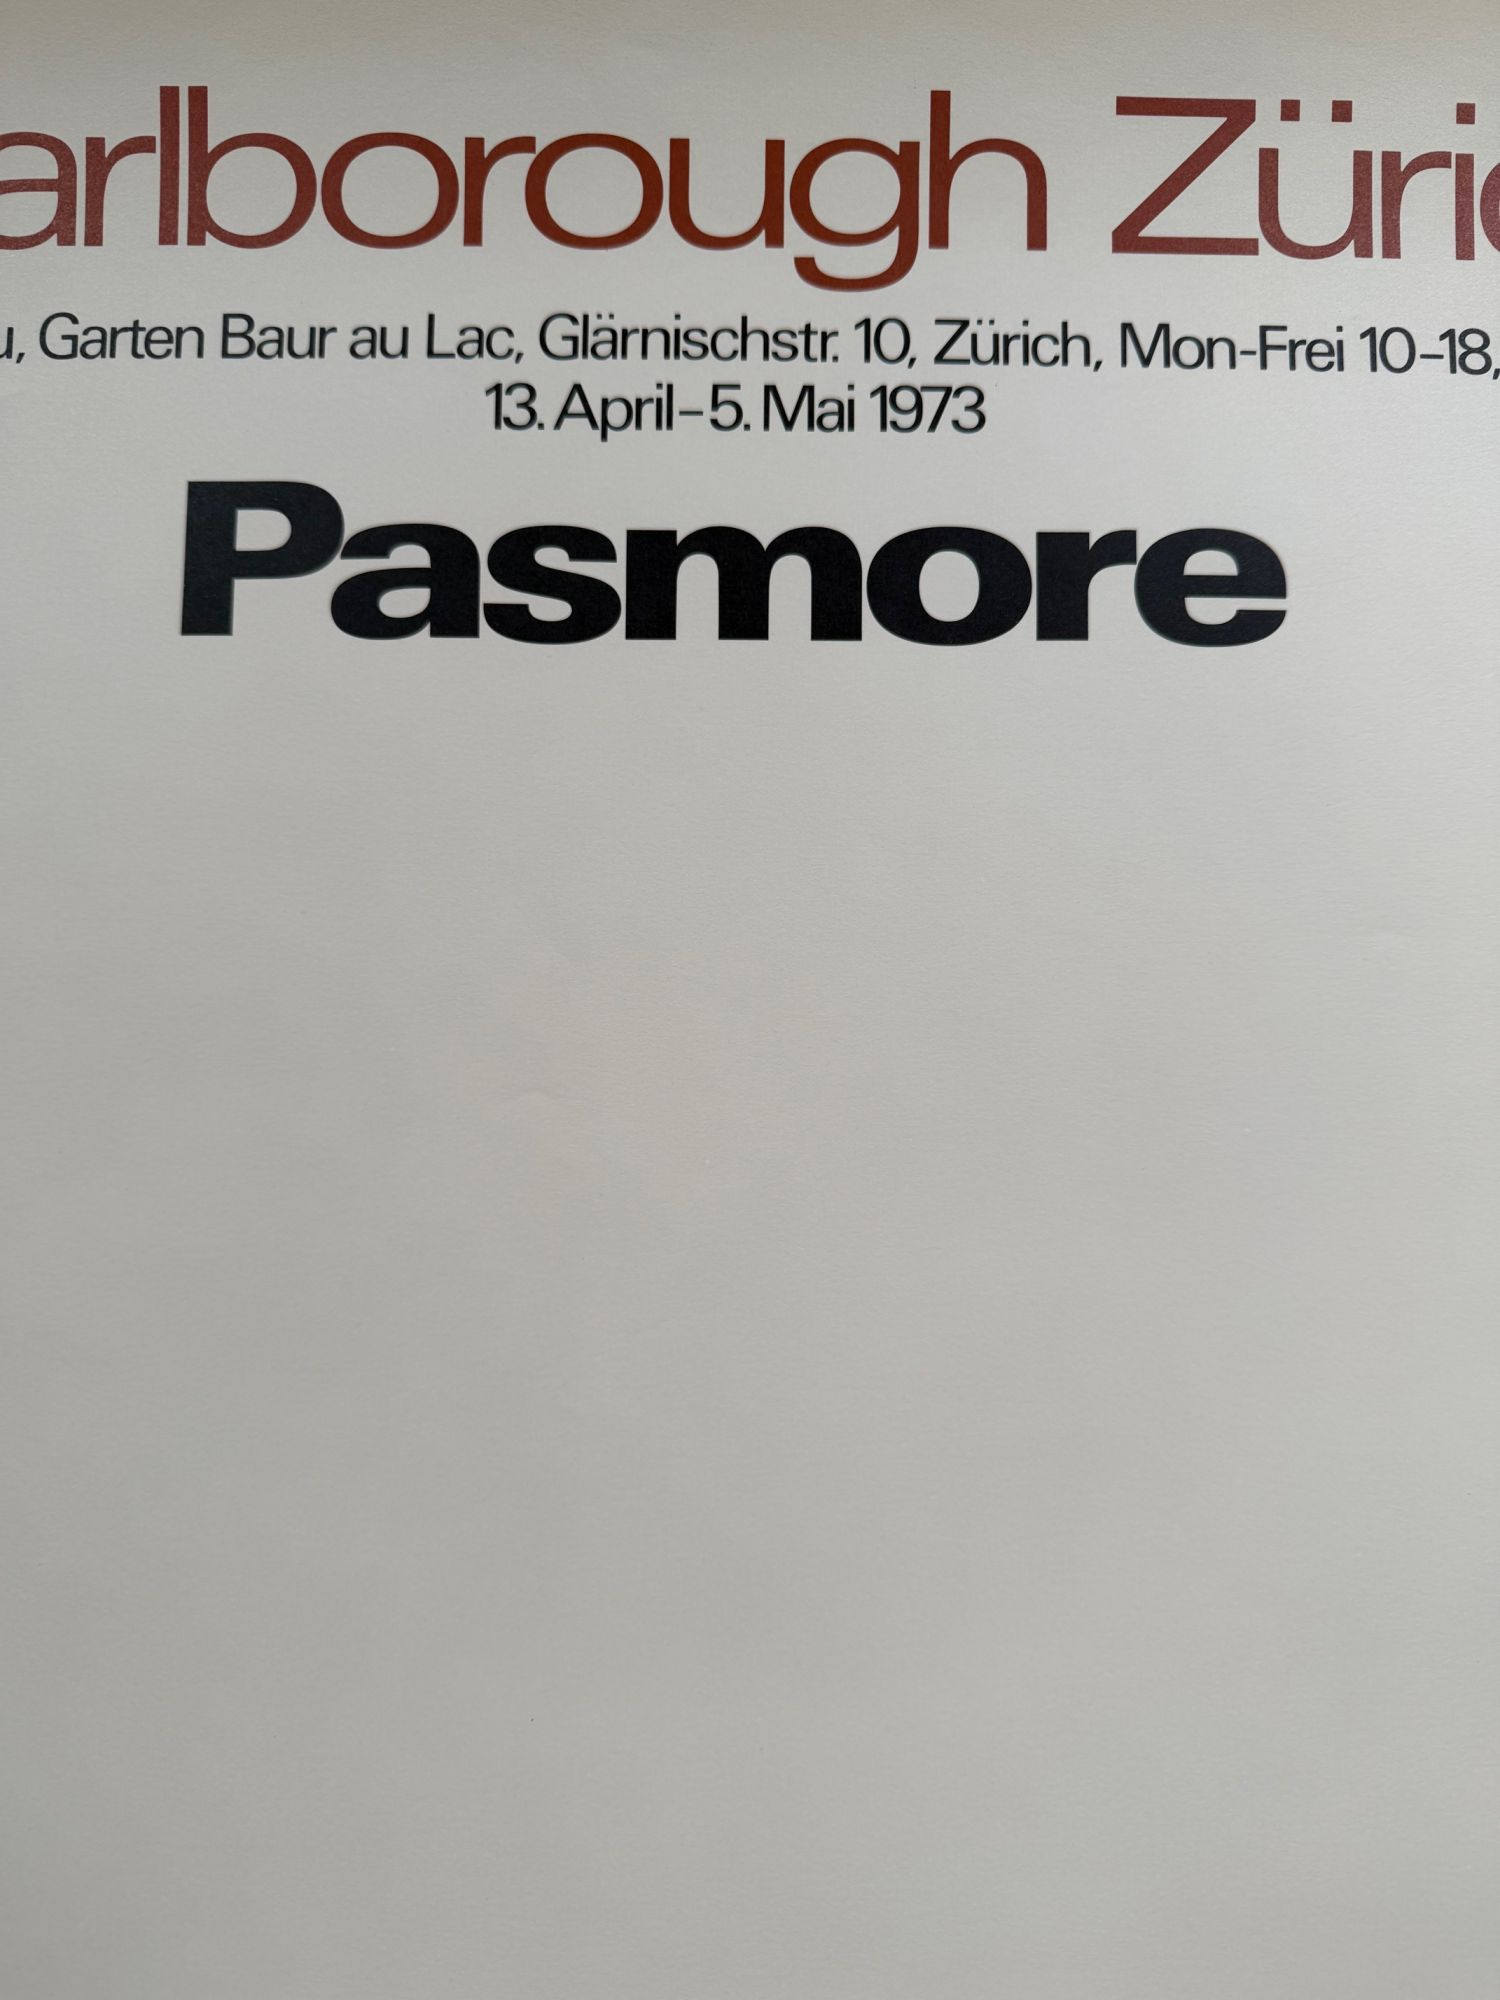 arlborough Züric
u, Garten Baur au Lac, Glärnischstr. 10, Zürich, Mon-Frei 10-18,
13. April-5. Mai 1973
Pasmore